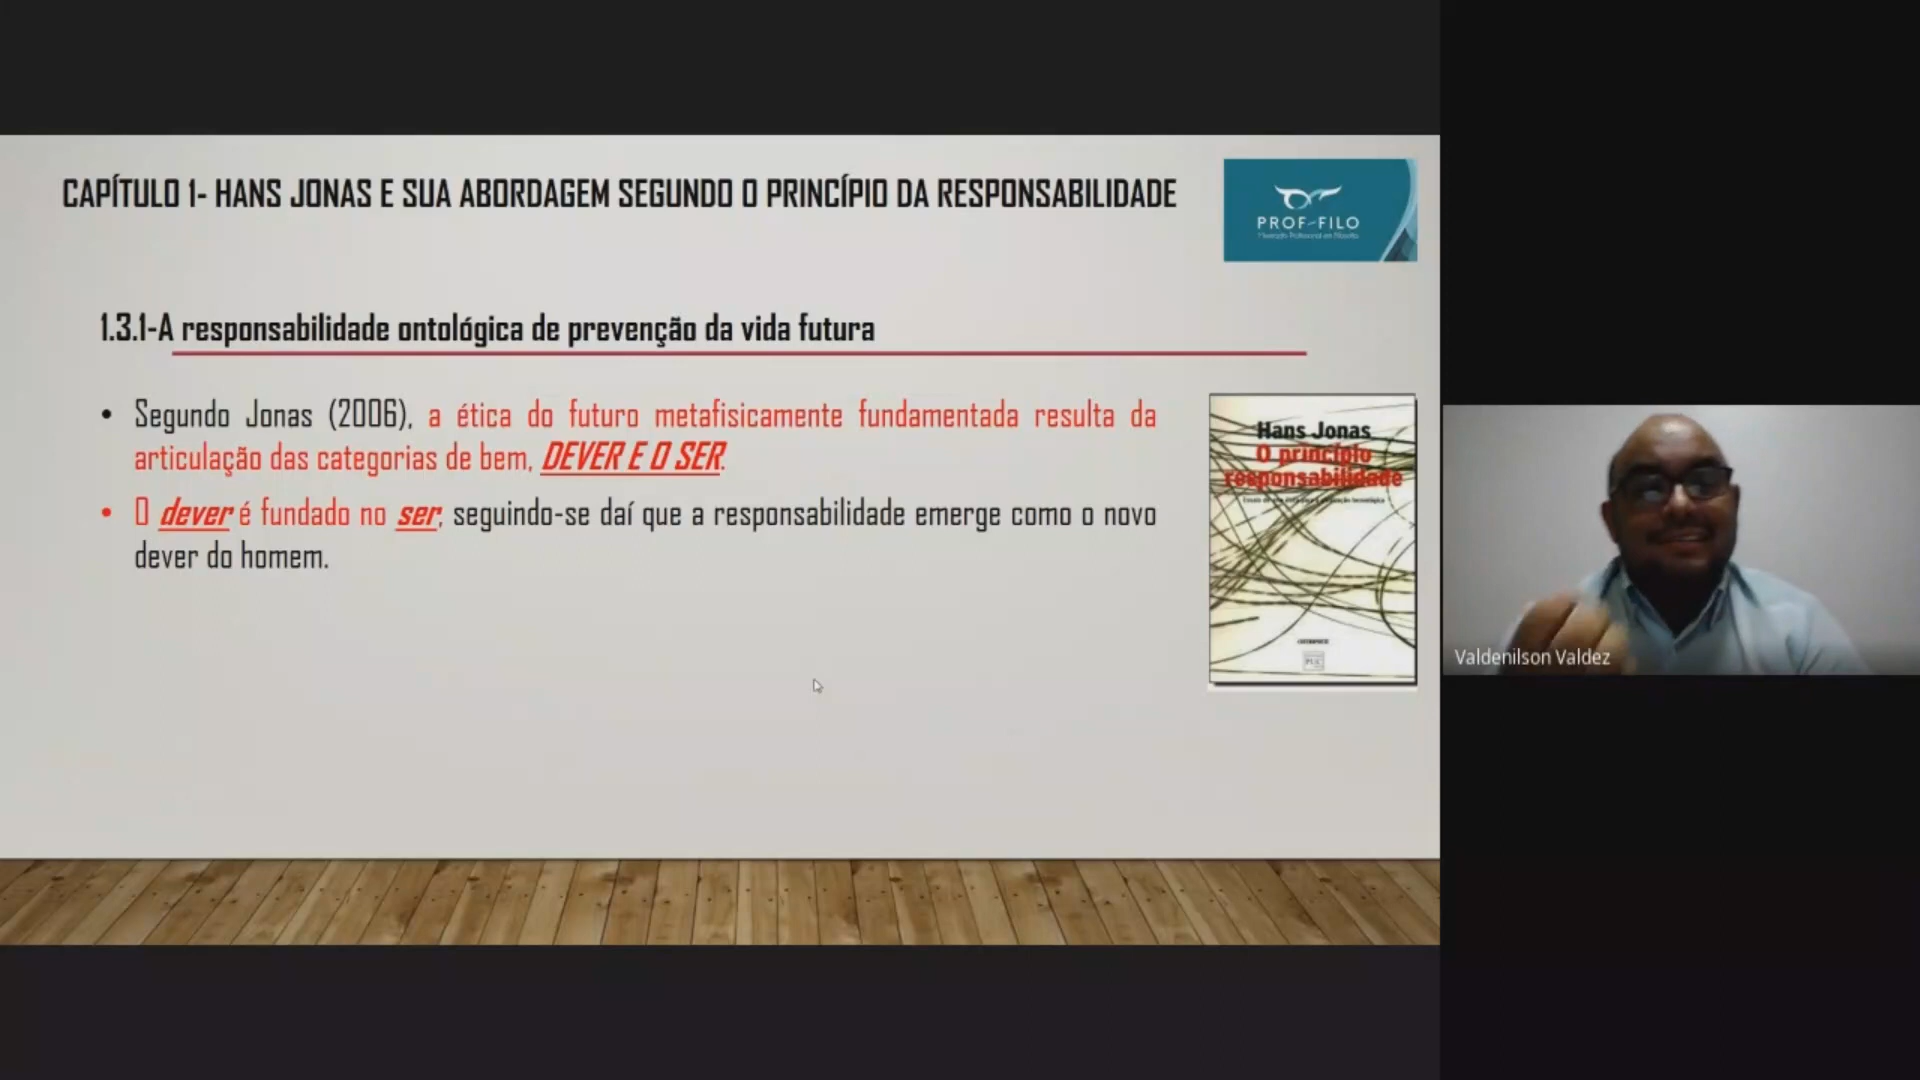 CAPÍTULO 1- HANS JONAS E SUA ABORDAGEM SEGUNDO O PRINCÍPIO DA RESPONSABILIDADE
PROF-FILO
Mestrado Profissional em Filosofia
1.3.1-A responsabilidade ontológica de prevenção da vida futura
• Segundo Jonas (2006), a ética do futuro metafisicamente fundamentada resulta da
articulação das categorias de bem, DEVER E O SER.
• O dever é fundado no ser, seguindo-se daí que a responsabilidade emerge como o novo
dever do homem.
Hans Jonas
O princípio
responsabilidade
PUC
Valdenilson Valdez